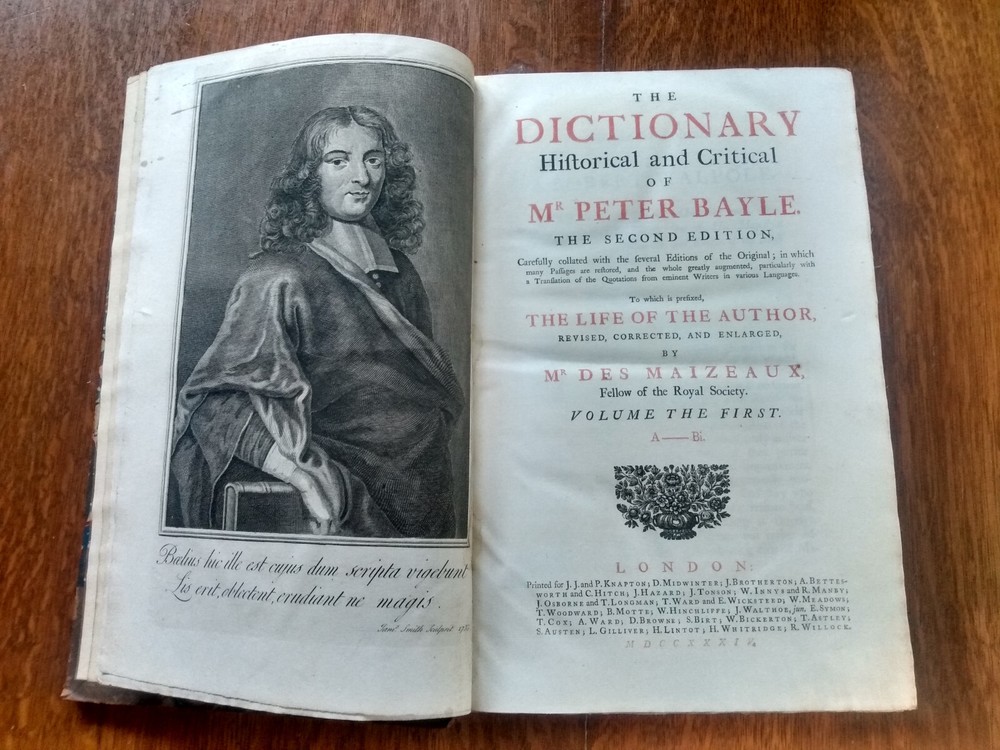 Bælius hic ille est cujus dum scripta vigebunt
Lis erit, oblectent, erudiant ne magis.
Smith Sculpsit
THE
DICTIONARY
Hiſtorical and Critical
OF
Mʀ PETER BAYLE.
THE SECOND EDITION,
Carefully collated with the ſeveral Editions of the Original; in which
many Paſſages are reſtored, and the whole greatly augmented, particularly with
a Tranſlation of the Quotations from eminent Writers in various Languages.
To which is prefixed,
THE LIFE OF THE AUTHOR,
REVISED, CORRECTED, AND ENLARGED,
BY
Mʀ DES MAIZEAUX,
Fellow of the Royal Society.
VOLUME THE FIRST.
A—Bi.
LONDON:
Printed for J. J. and P. KNAPTON; D. MIDWINTER; J. BROTHERTON; A. BETTES-
WORTH and C. HITCH; J. HAZARD; J. TONSON; W. INNYS and R. MANBY;
J. OSBORNE and T. LONGMAN; T. WARD and E. WICKSTEED; W. MEADOWS;
T. WOODWARD; B. MOTTE; W. HINCHLIFFE; J. WALTHOE, jun. E. SYMON;
T. COX; A. WARD; D. BROWNE; S. BIRT; W. BICKERTON; T. ASTLEY;
S. AUSTEN; L. GILLIVER; H. LINTOT; H. WHITRIDGE; R. WILLOCK.
MDCCXXXIV.